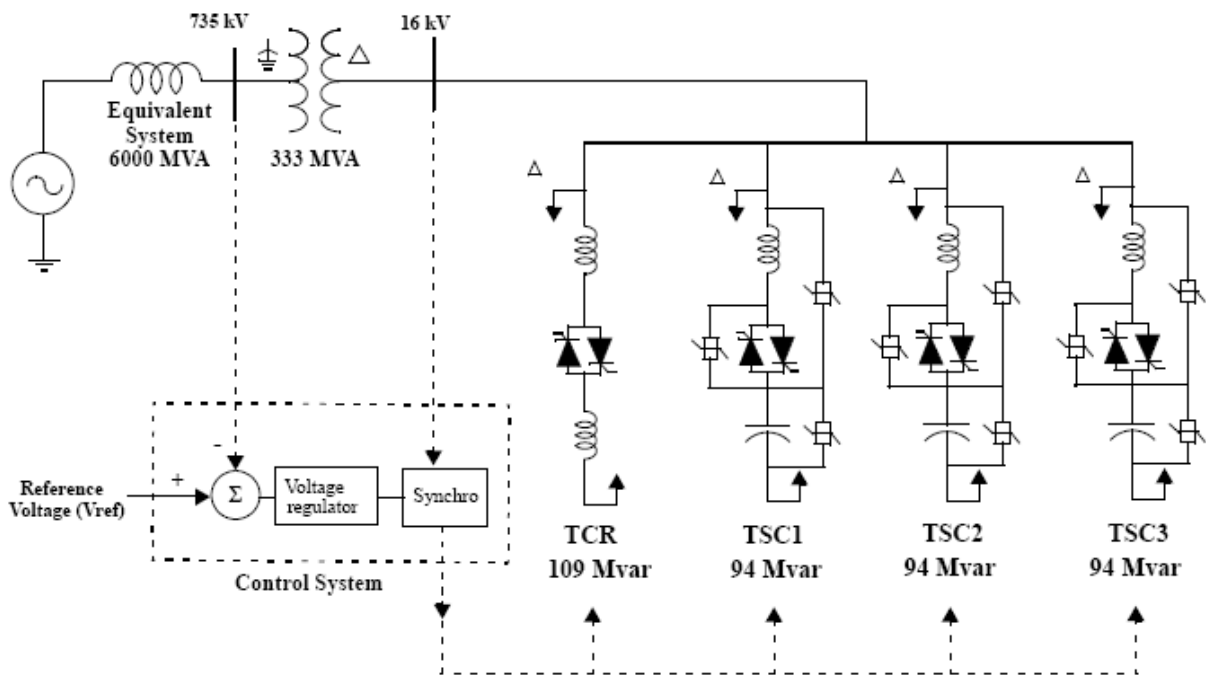 735 kV
16 kV
Δ
Equivalent
System
6000 MVA
333 MVA
Δ
Δ
Δ
Δ
-
+
Reference
Voltage (Vref)
Σ
Voltage
regulator
Synchro
Control System
TCR
109 Mvar
TSC1
94 Mvar
TSC2
94 Mvar
TSC3
94 Mvar